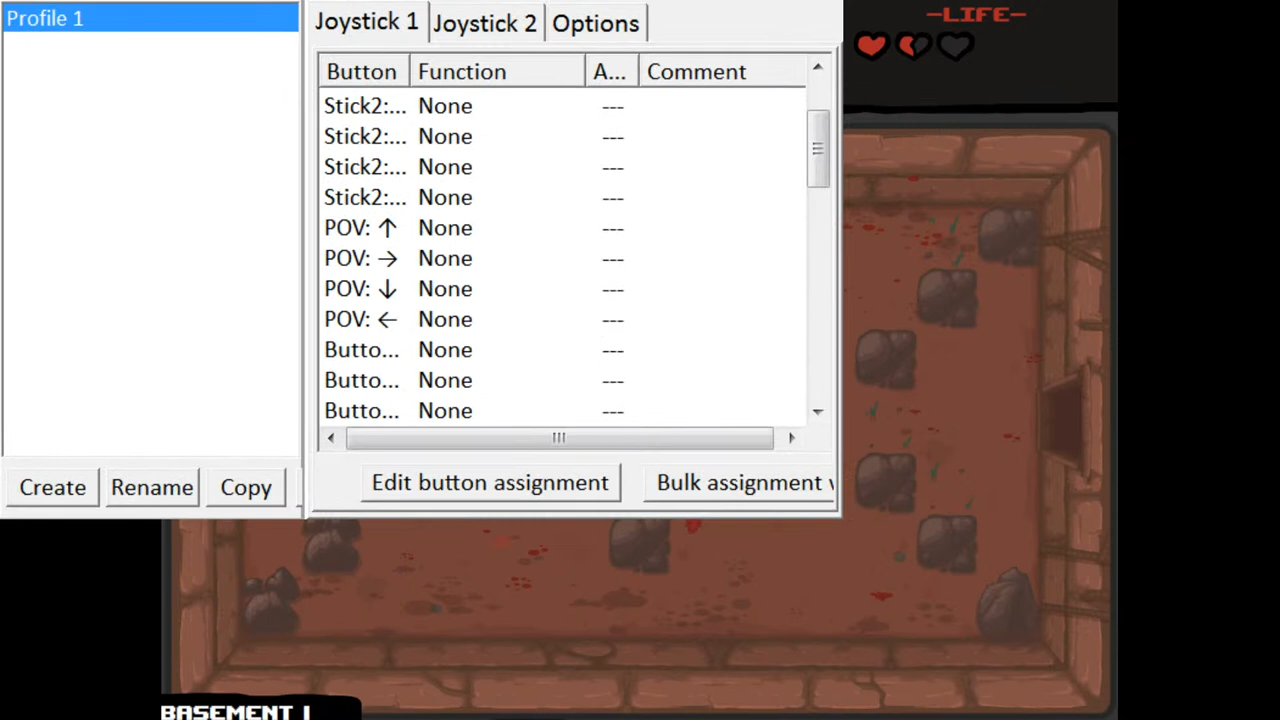 Profile 1
Joystick 1 Joystick 2 Options
Button Function A... Comment
Stick2:... None ---
Stick2:... None ---
Stick2:... None ---
Stick2:... None ---
POV: ↑ None ---
POV: → None ---
POV: ↓ None ---
POV: ← None ---
Butto... None ---
Butto... None ---
Butto... None ---
Create Rename Copy
Edit button assignment Bulk assignment
-LIFE-
BASEMENT I